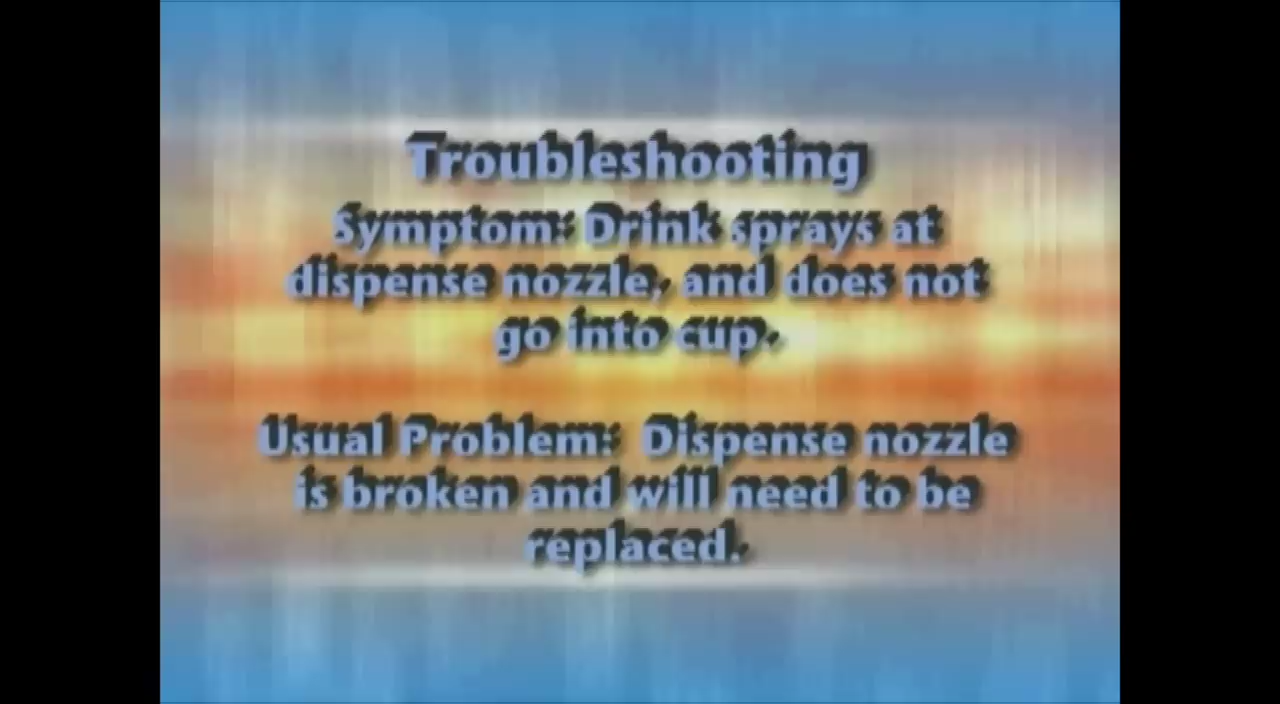 Troubleshooting
Symptom: Drink sprays at
dispense nozzle, and does not
go into cup.
Usual Problem: Dispense nozzle
is broken and will need to be
replaced.